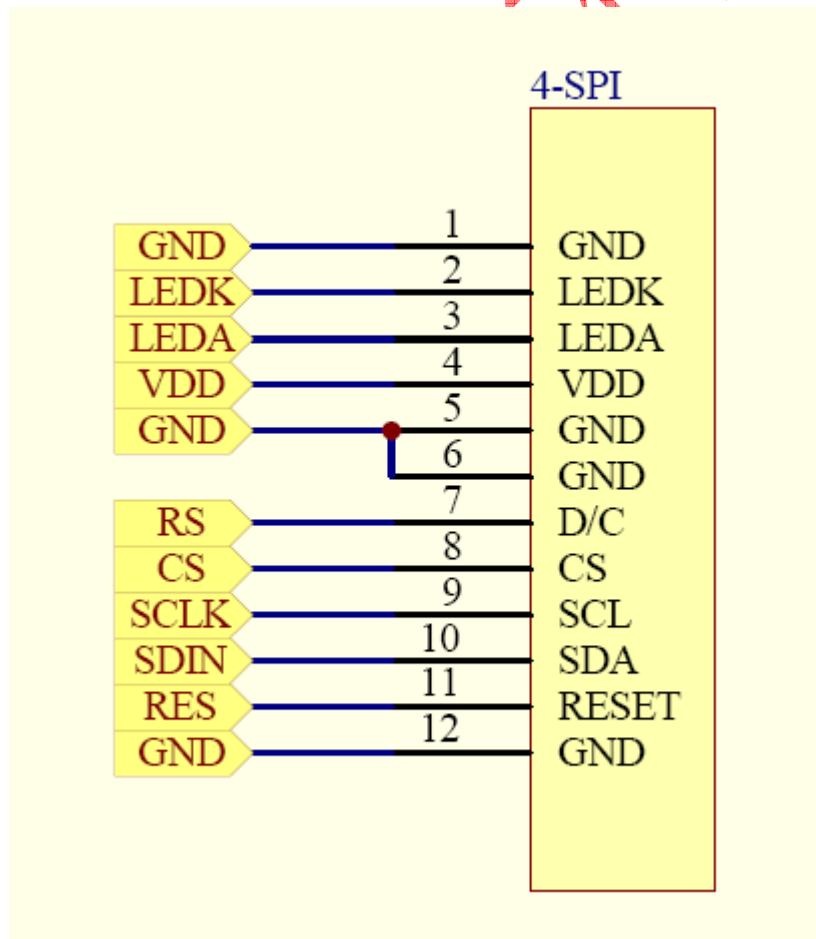 4-SPI
GND 1 GND
LEDK 2 LEDK
LEDA 3 LEDA
VDD 4 VDD
GND 5 GND
6 GND
RS 7 D/C
CS 8 CS
SCLK 9 SCL
SDIN 10 SDA
RES 11 RESET
GND 12 GND